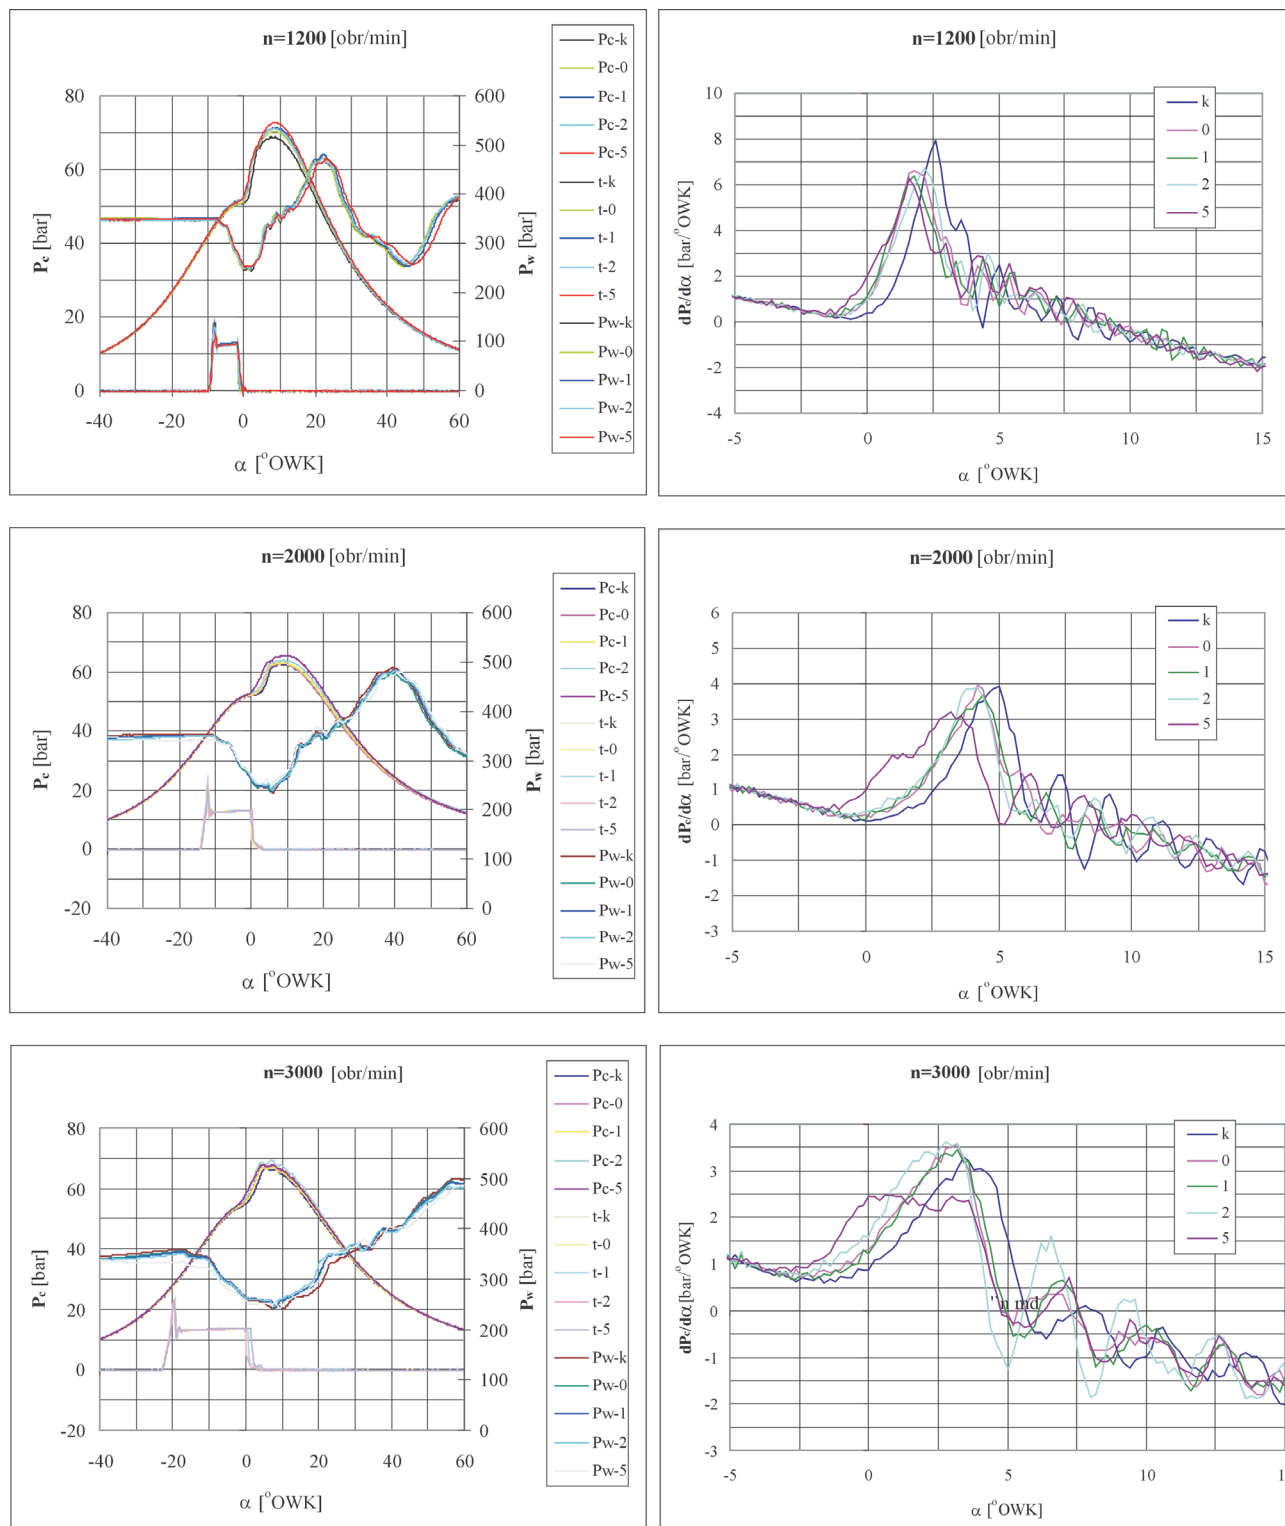 n=1200 [obr/min]
80
60
40
20
0
Pc [bar]
600
500
400
300
200
100
0
Pw [bar]
-40
-20
0
20
40
60
α [°OWK]
Pc-k
Pc-0
Pc-1
Pc-2
Pc-5
t-k
t-0
t-1
t-2
t-5
Pw-k
Pw-0
Pw-1
Pw-2
Pw-5
n=1200 [obr/min]
10
8
6
4
2
0
-2
-4
dPc/dα [bar/°OWK]
-5
0
5
10
15
α [°OWK]
k
0
1
2
5
n=2000 [obr/min]
80
60
40
20
0
-20
Pc [bar]
600
500
400
300
200
100
0
Pw [bar]
-40
-20
0
20
40
60
α [°OWK]
Pc-k
Pc-0
Pc-1
Pc-2
Pc-5
t-k
t-0
t-1
t-2
t-5
Pw-k
Pw-0
Pw-1
Pw-2
Pw-5
n=2000 [obr/min]
6
5
4
3
2
1
0
-1
-2
-3
dPc/dα [bar/°OWK]
-5
0
5
10
15
α [°OWK]
k
0
1
2
5
n=3000 [obr/min]
80
60
40
20
0
-20
Pc [bar]
600
500
400
300
200
100
0
Pw [bar]
-40
-20
0
20
40
60
α [°OWK]
Pc-k
Pc-0
Pc-1
Pc-2
Pc-5
t-k
t-0
t-1
t-2
t-5
Pw-k
Pw-0
Pw-1
Pw-2
Pw-5
n=3000 [obr/min]
4
3
2
1
0
-1
-2
-3
dPc/dα[bar/°OWK]
-5
0
5
10
α [°OWK]
k
0
1
2
5